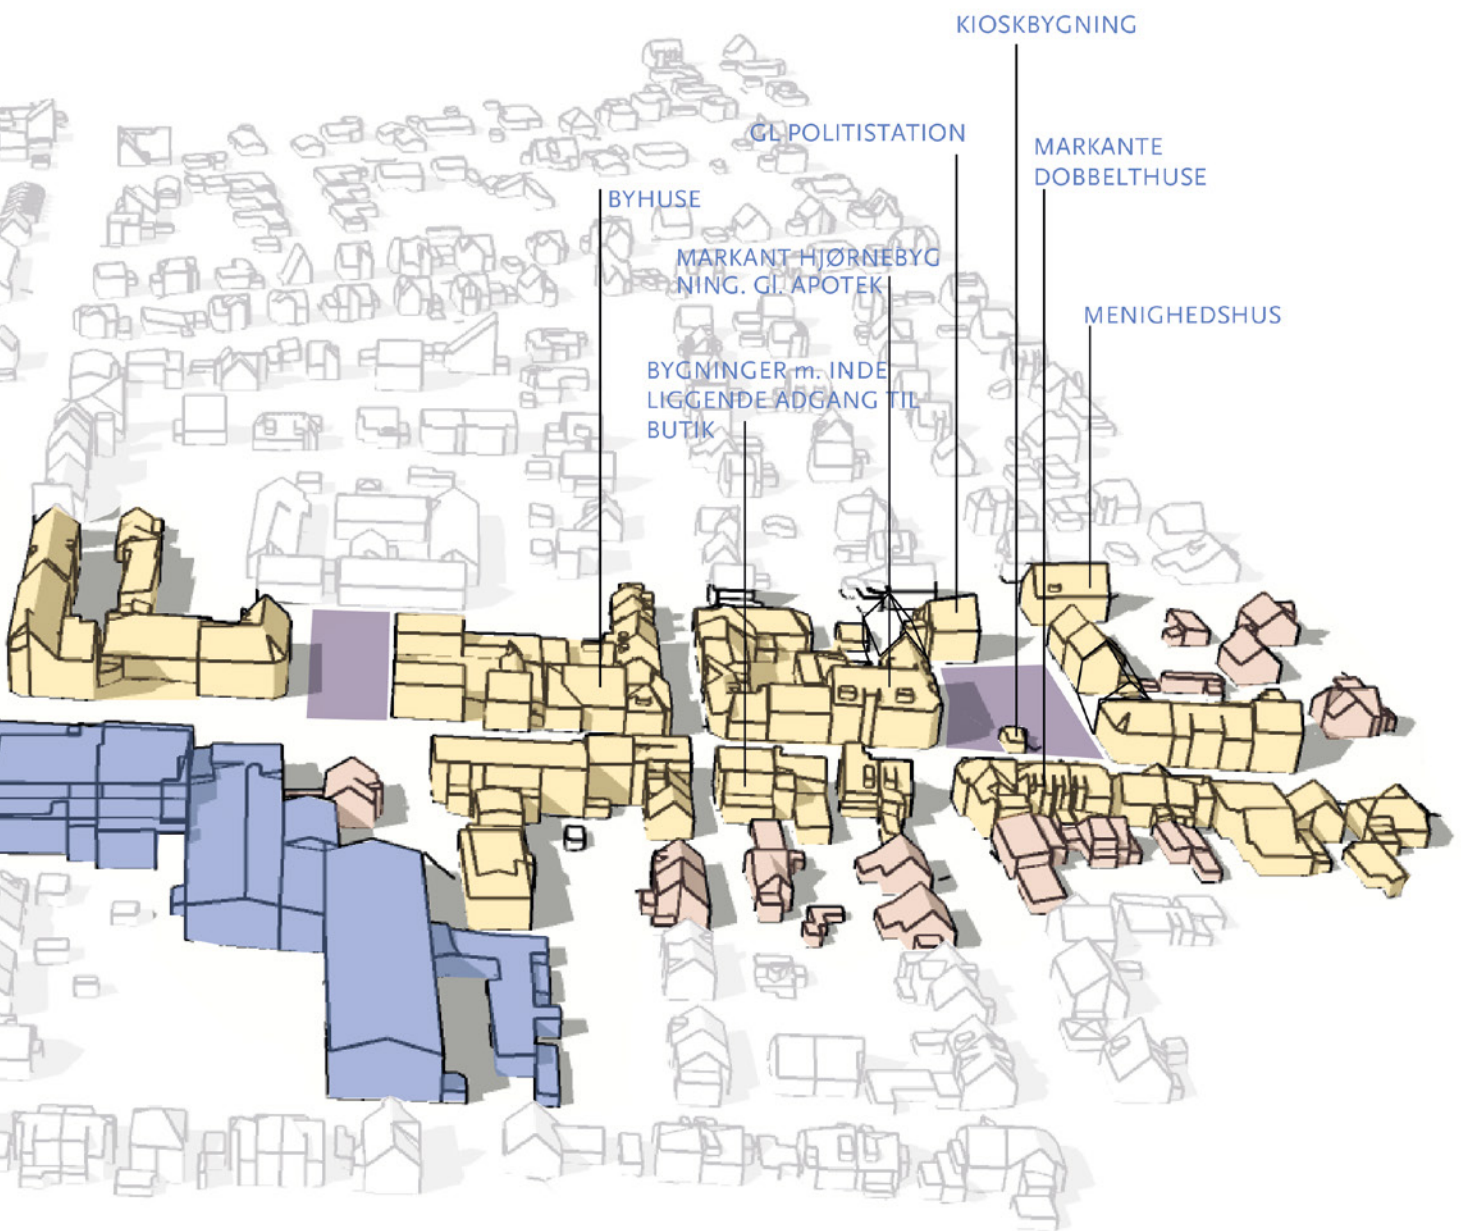 KIOSKBYGNING
GL POLITISTATION
MARKANTE
DOBBELTHUSE
BYHUSE
MARKANT HJØRNEBYG
NING. Gl. APOTEK
MENIGHEDSHUS
BYGNINGER m. INDE
LIGGENDE ADGANG TIL
BUTIK